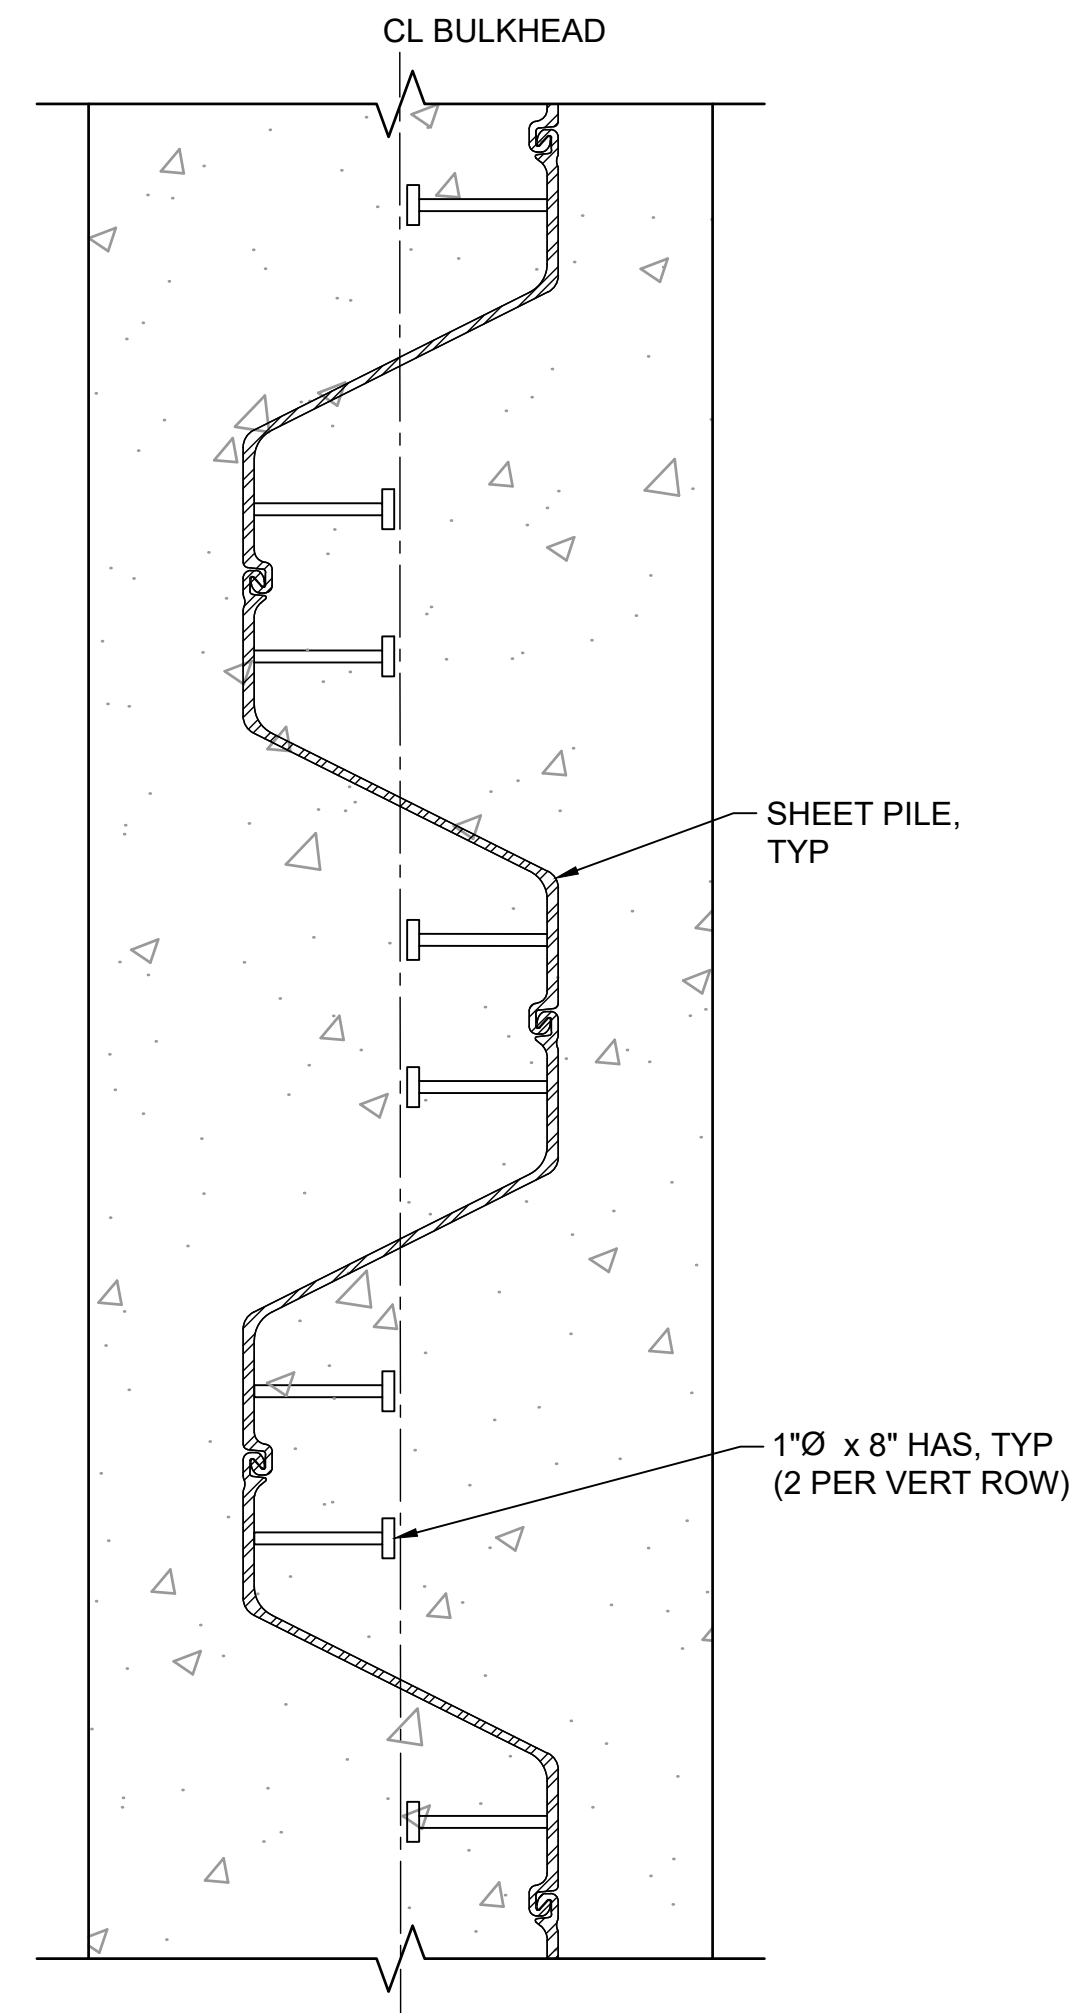 CL BULKHEAD
SHEET PILE,
TYP
1"Ø x 8" HAS, TYP
(2 PER VERT ROW)